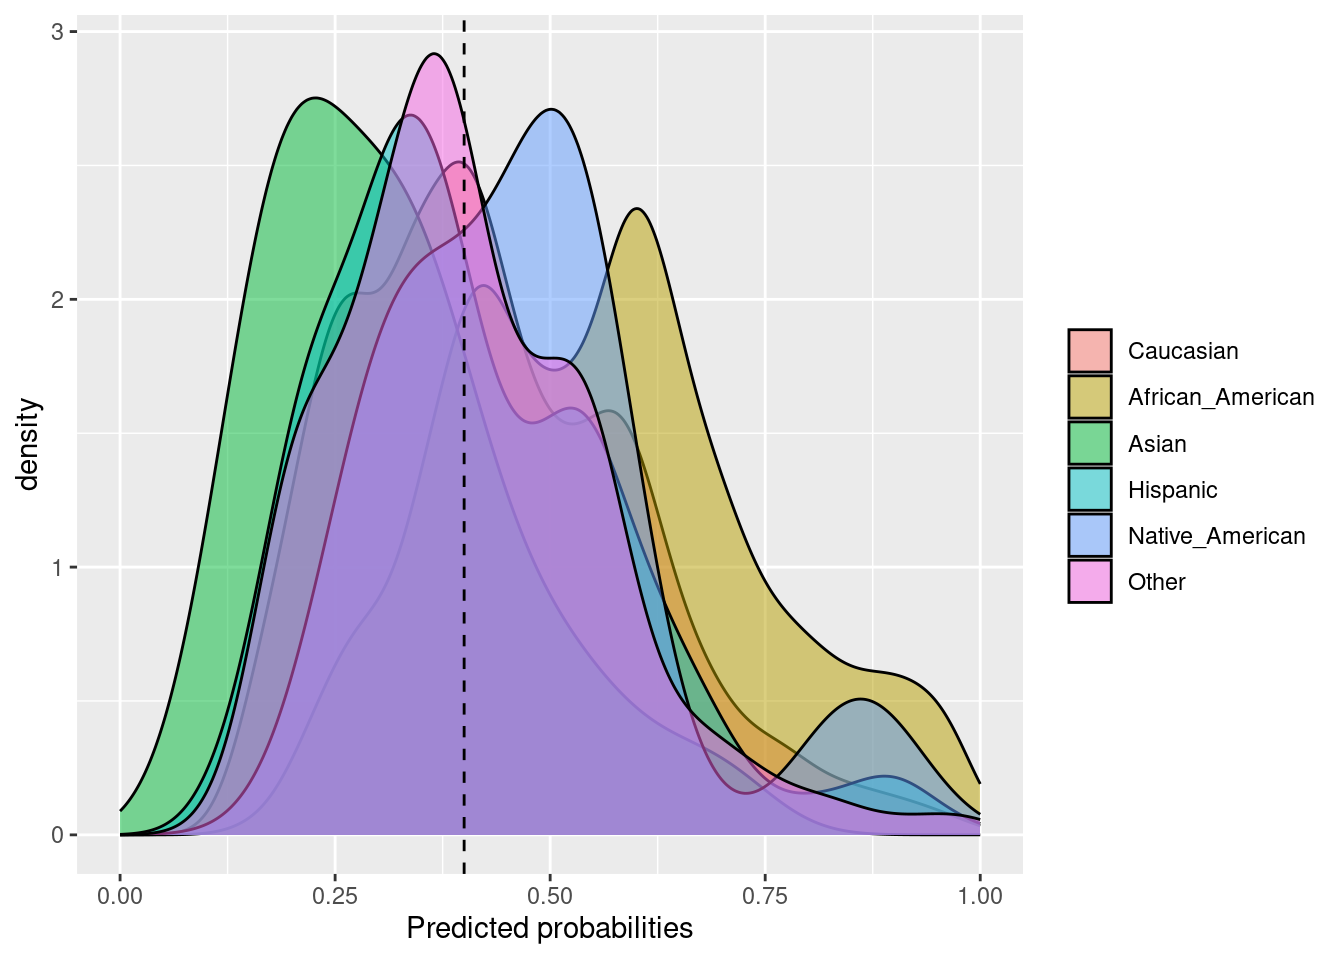 3
2
1
0
density
0.00 0.25 0.50 0.75 1.00
Predicted probabilities
Caucasian
African_American
Asian
Hispanic
Native_American
Other